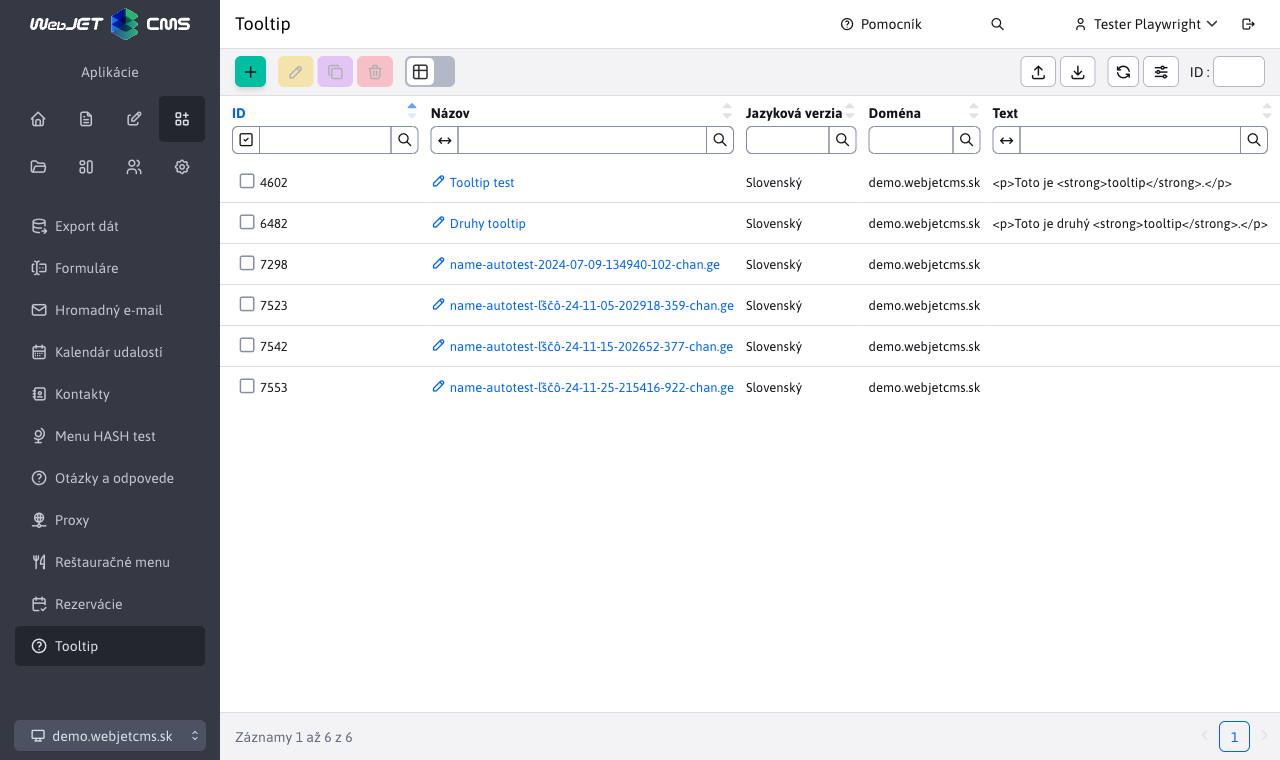 WebJET CMS
Tooltip
Pomocník
Tester Playwright
Aplikácie
ID :
Export dát
Formuláre
Hromadný e-mail
Kalendár udalostí
Kontakty
Menu HASH test
Otázky a odpovede
Proxy
Reštauračné menu
Rezervácie
Tooltip
demo.webjetcms.sk
ID Názov Jazyková verzia Doména Text
4602 Tooltip test Slovenský demo.webjetcms.sk <p>Toto je <strong>tooltip</strong>.</p>
6482 Druhy tooltip Slovenský demo.webjetcms.sk <p>Toto je druhý <strong>tooltip</strong>.</p>
7298 name-autotest-2024-07-09-134940-102-chan.ge Slovenský demo.webjetcms.sk
7523 name-autotest-ľščô-24-11-05-202918-359-chan.ge Slovenský demo.webjetcms.sk
7542 name-autotest-ľščô-24-11-15-202652-377-chan.ge Slovenský demo.webjetcms.sk
7553 name-autotest-ľščô-24-11-25-215416-922-chan.ge Slovenský demo.webjetcms.sk
Záznamy 1 až 6 z 6
1